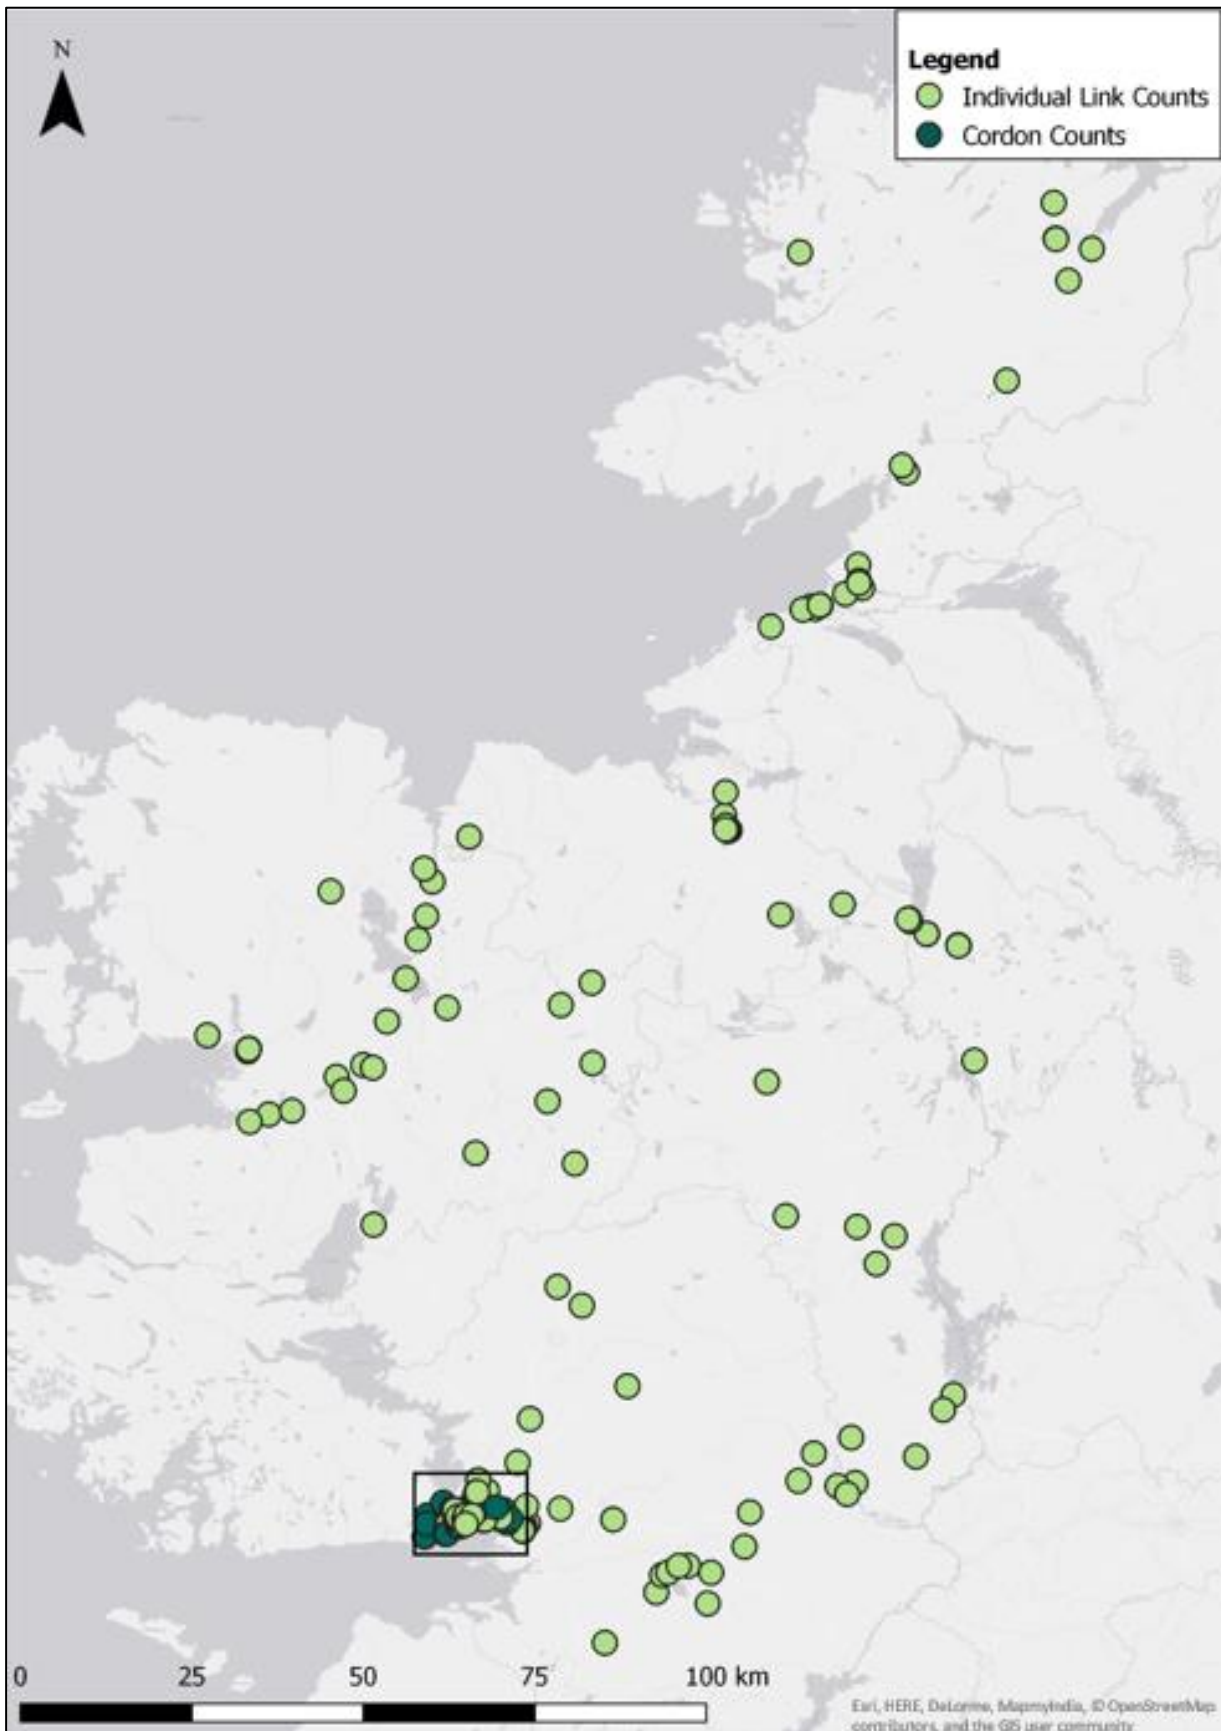 N
Legend
Individual Link Counts
Cordon Counts
0 25 50 75 100 km
Esri, HERE, DeLorme, MapmyIndia, © OpenStreetMap
contributors, and the GIS user community